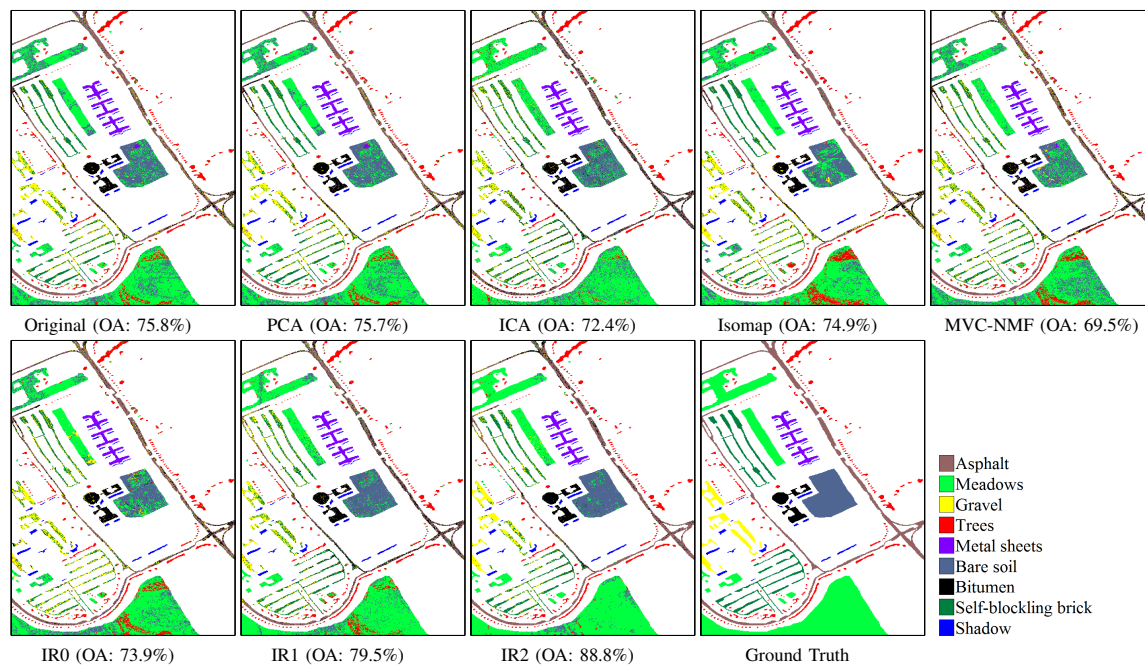 Original (OA: 75.8%)
PCA (OA: 75.7%)
ICA (OA: 72.4%)
Isomap (OA: 74.9%)
MVC-NMF (OA: 69.5%)
Asphalt
Meadows
Gravel
Trees
Metal sheets
Bare soil
Bitumen
Self-blockling brick
Shadow
IR0 (OA: 73.9%)
IR1 (OA: 79.5%)
IR2 (OA: 88.8%)
Ground Truth